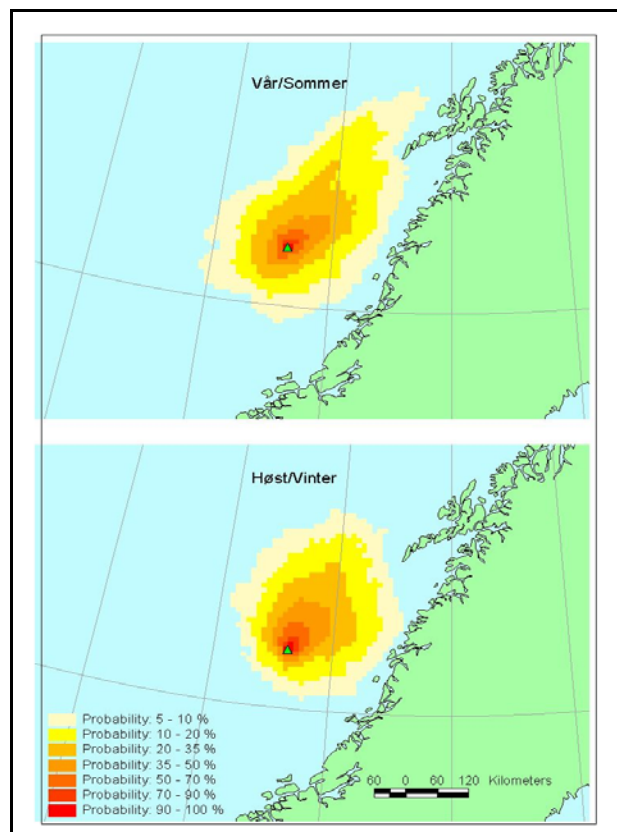 Vår/Sommer
Høst/Vinter
Probability: 5 - 10 %
Probability: 10 - 20 %
Probability: 20 - 35 %
Probability: 35 - 50 %
Probability: 50 - 70 %
Probability: 70 - 90 %
Probability: 90 - 100 %
60 0 60 120 Kilometers